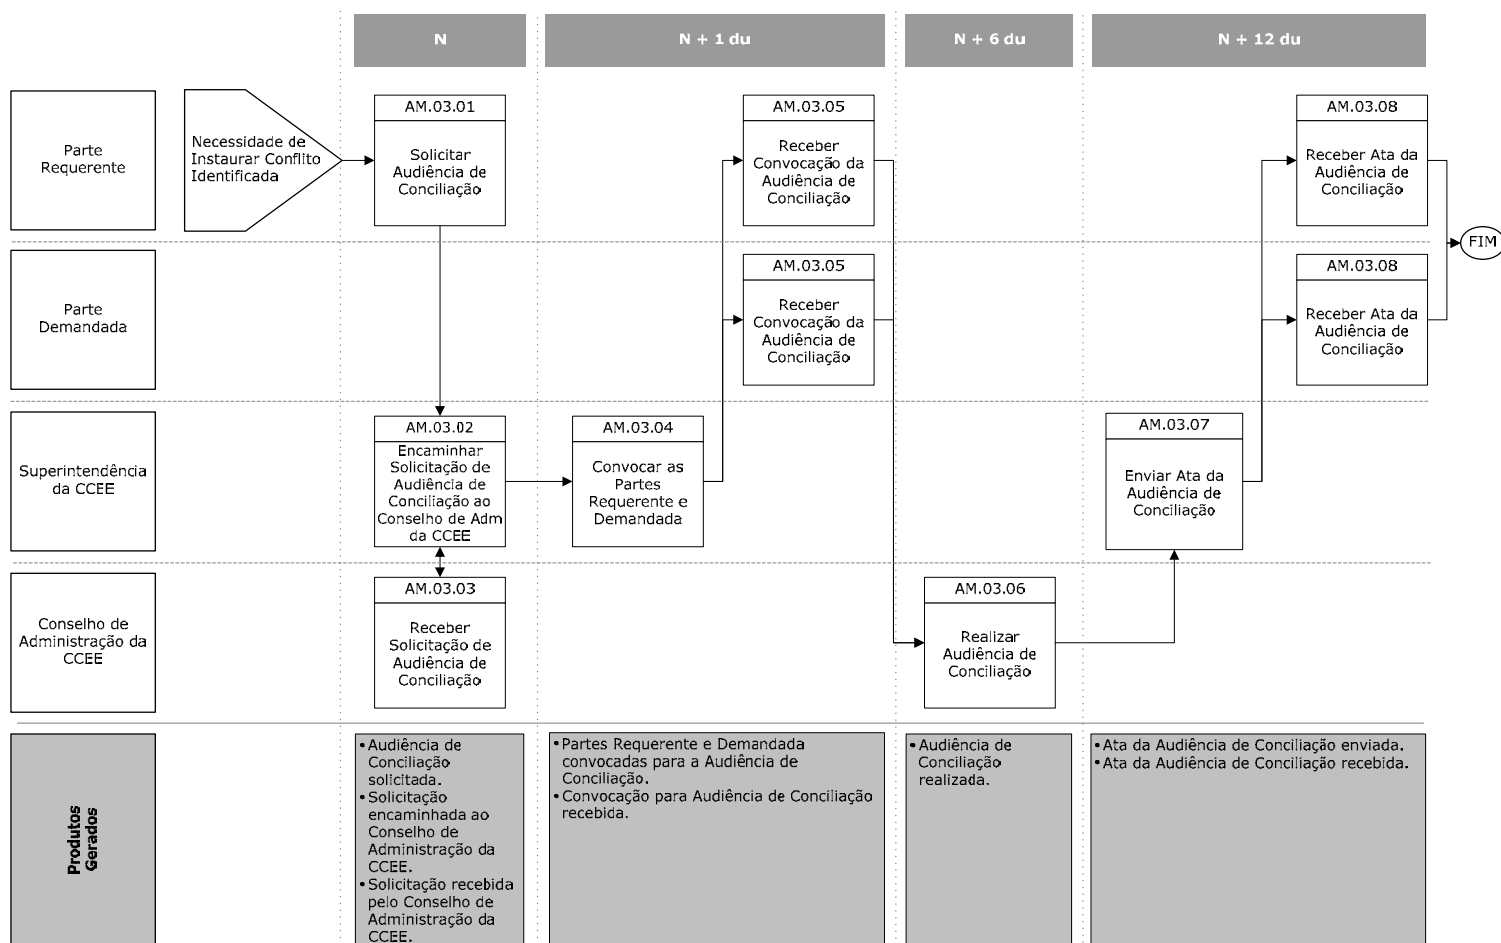 N
N + 1 du
N + 6 du
N + 12 du
Parte
Requerente
Necessidade de
Instaurar Conflito
Identificada
AM.03.01
Solicitar
Audiência de
Conciliação
AM.03.05
Receber
Convocação da
Audiência de
Conciliação
AM.03.08
Receber Ata da
Audiência de
Conciliação
FIM
Parte
Demandada
AM.03.05
Receber
Convocação da
Audiência de
Conciliação
AM.03.08
Receber Ata da
Audiência de
Conciliação
Superintendência
da CCEE
AM.03.02
Encaminhar
Solicitação de
Audiência de
Conciliação ao
Conselho de Adm
da CCEE
AM.03.04
Convocar as
Partes
Requerente e
Demandada
AM.03.07
Enviar Ata da
Audiência de
Conciliação
Conselho de
Administração da
CCEE
AM.03.03
Receber
Solicitação de
Audiência de
Conciliação
AM.03.06
Realizar
Audiência de
Conciliação
Produtos
Gerados
•Audiência de
Conciliação
solicitada.
•Solicitação
encaminhada ao
Conselho de
Administração da
CCEE.
•Solicitação recebida
pelo Conselho de
Administração da
CCEE.
•Partes Requerente e Demandada
convocadas para a Audiência de
Conciliação.
•Convocação para Audiência de Conciliação
recebida.
•Audiência de
Conciliação
realizada.
•Ata da Audiência de Conciliação enviada.
•Ata da Audiência de Conciliação recebida.